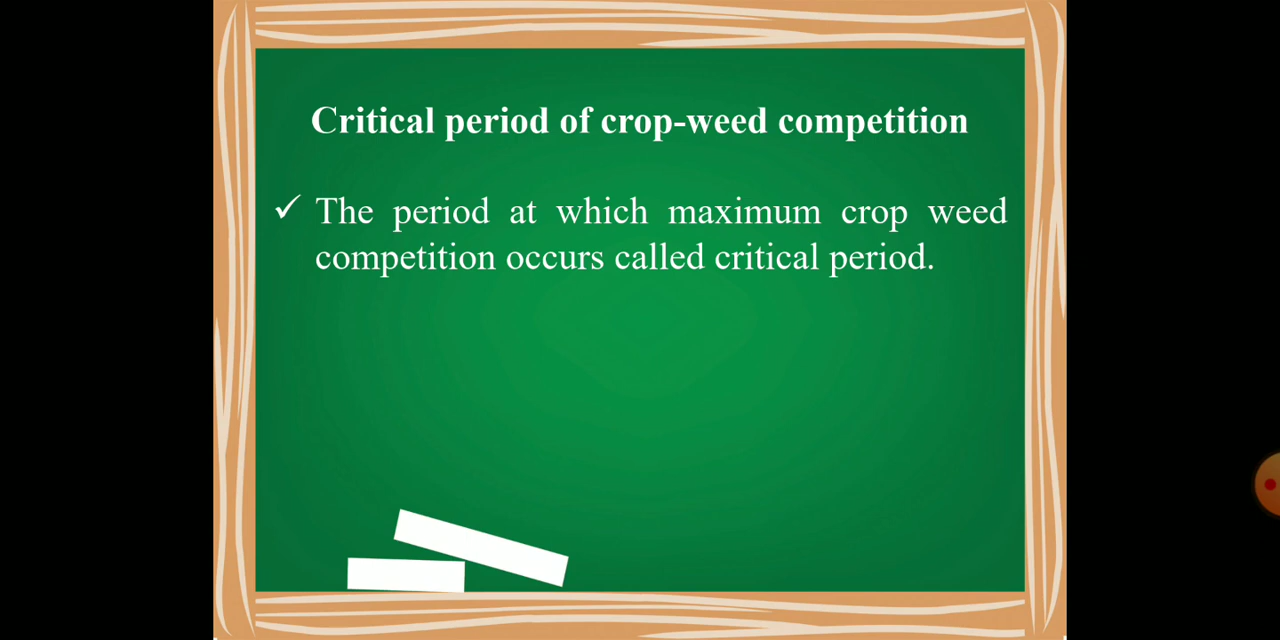 Critical period of crop-weed competition
✓ The period at which maximum crop weed
competition occurs called critical period.